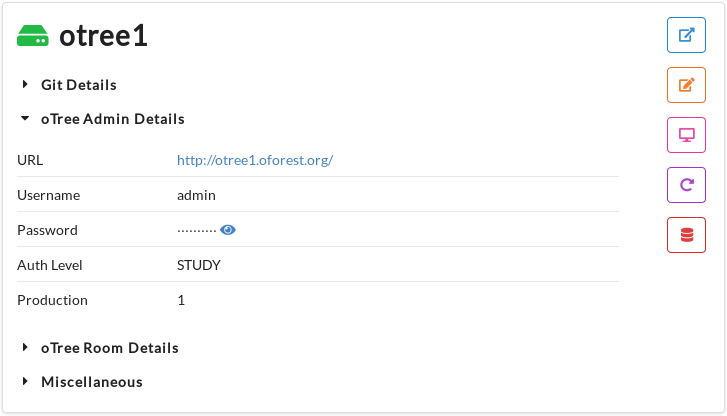 otree1
Git Details
oTree Admin Details
URL http://otree1.oforest.org/
Username admin
Password ··········
Auth Level STUDY
Production 1
oTree Room Details
Miscellaneous